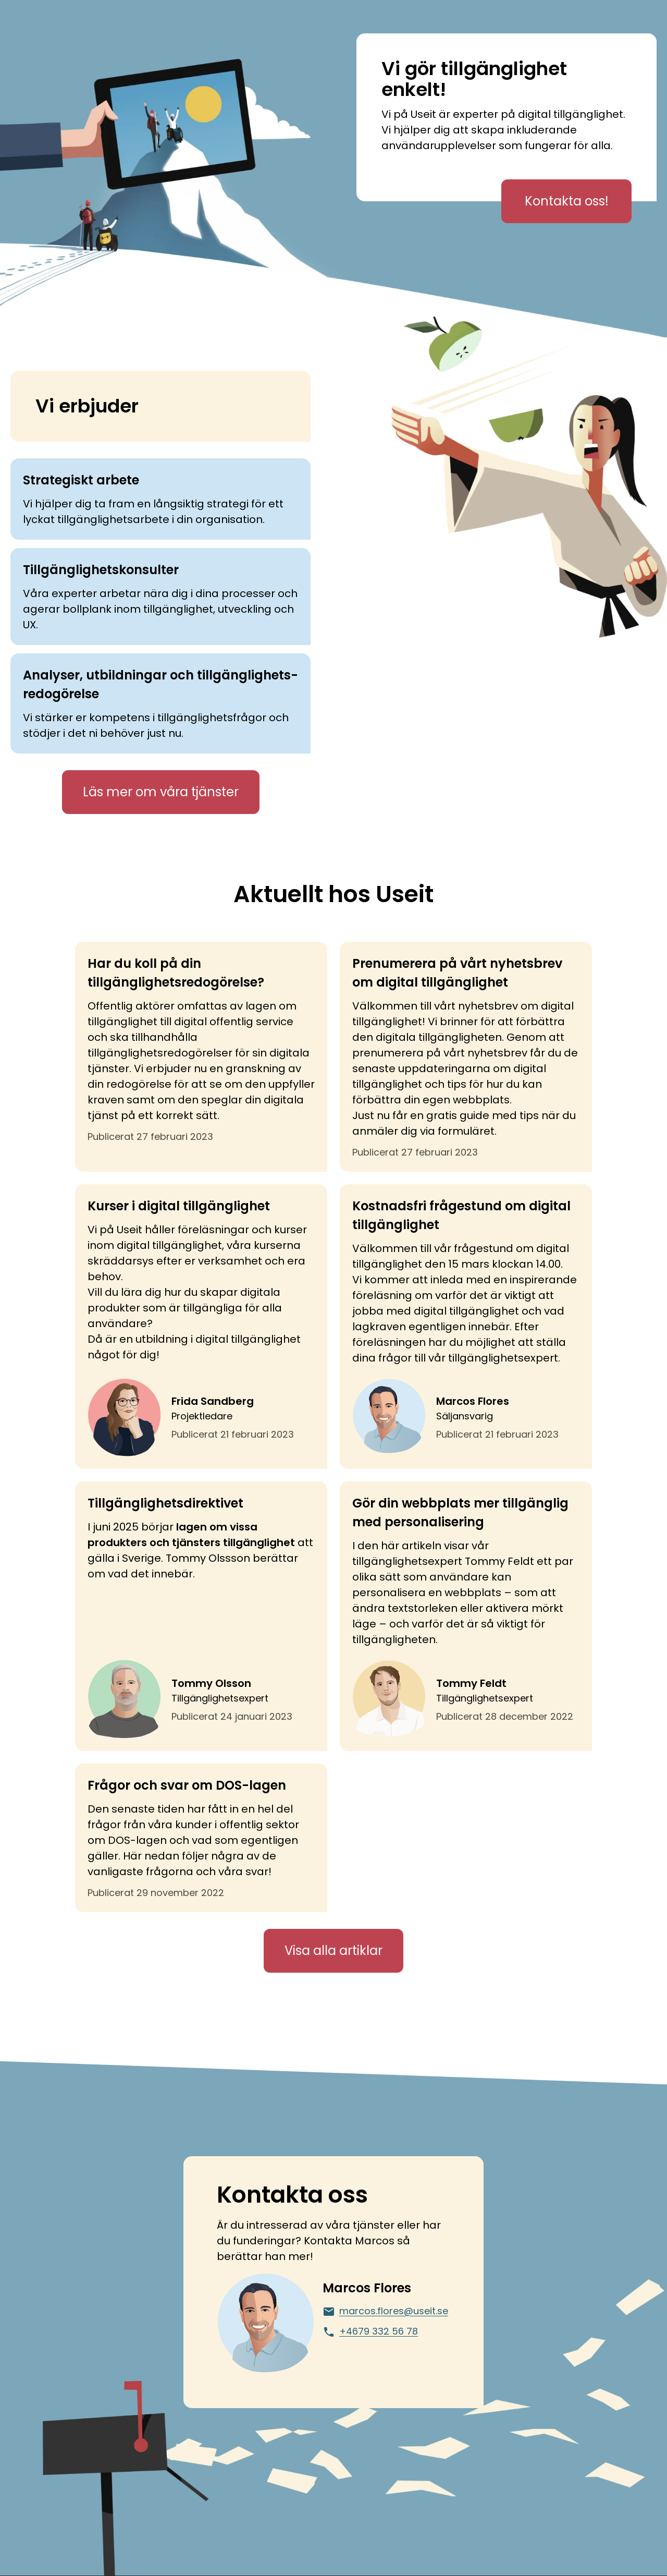 Vi gör tillgänglighet
enkelt!
Vi på Useit är experter på digital tillgänglighet.
Vi hjälper dig att skapa inkluderande
användarupplevelser som fungerar för alla.
Kontakta oss!
Vi erbjuder
Strategiskt arbete
Vi hjälper dig ta fram en långsiktig strategi för ett
lyckat tillgänglighetsarbete i din organisation.
Tillgänglighetskonsulter
Våra experter arbetar nära dig i dina processer och
agerar bollplank inom tillgänglighet, utveckling och
UX.
Analyser, utbildningar och tillgänglighets-
redogörelse
Vi stärker er kompetens i tillgänglighetsfrågor och
stödjer i det ni behöver just nu.
Läs mer om våra tjänster
Aktuellt hos Useit
Har du koll på din
tillgänglighetsredogörelse?
Offentlig aktörer omfattas av lagen om
tillgänglighet till digital offentlig service
och ska tillhandhålla
tillgänglighetsredogörelser för sin digitala
tjänster. Vi erbjuder nu en granskning av
din redogörelse för att se om den uppfyller
kraven samt om den speglar din digitala
tjänst på ett korrekt sätt.
Publicerat 27 februari 2023
Prenumerera på vårt nyhetsbrev
om digital tillgänglighet
Välkommen till vårt nyhetsbrev om digital
tillgänglighet! Vi brinner för att förbättra
den digitala tillgängligheten. Genom att
prenumerera på vårt nyhetsbrev får du de
senaste uppdateringarna om digital
tillgänglighet och tips för hur du kan
förbättra din egen webbplats.
Just nu får en gratis guide med tips när du
anmäler dig via formuläret.
Publicerat 27 februari 2023
Kurser i digital tillgänglighet
Vi på Useit håller föreläsningar och kurser
inom digital tillgänglighet, våra kurserna
skräddarsys efter er verksamhet och era
behov.
Vill du lära dig hur du skapar digitala
produkter som är tillgängliga för alla
användare?
Då är en utbildning i digital tillgänglighet
något för dig!
Frida Sandberg
Projektledare
Publicerat 21 februari 2023
Kostnadsfri frågestund om digital
tillgänglighet
Välkommen till vår frågestund om digital
tillgänglighet den 15 mars klockan 14.00.
Vi kommer att inleda med en inspirerande
föreläsning om varför det är viktigt att
jobba med digital tillgänglighet och vad
lagkraven egentligen innebär. Efter
föreläsningen har du möjlighet att ställa
dina frågor till vår tillgänglighetsexpert.
Marcos Flores
Säljansvarig
Publicerat 21 februari 2023
Tillgänglighetsdirektivet
I juni 2025 börjar lagen om vissa
produkters och tjänsters tillgänglighet att
gälla i Sverige. Tommy Olssson berättar
om vad det innebär.
Tommy Olsson
Tillgänglighetsexpert
Publicerat 24 januari 2023
Gör din webbplats mer tillgänglig
med personalisering
I den här artikeln visar vår
tillgänglighetsexpert Tommy Feldt ett par
olika sätt som användare kan
personalisera en webbplats – som att
ändra textstorleken eller aktivera mörkt
läge – och varför det är så viktigt för
tillgängligheten.
Tommy Feldt
Tillgänglighetsexpert
Publicerat 28 december 2022
Frågor och svar om DOS-lagen
Den senaste tiden har fått in en hel del
frågor från våra kunder i offentlig sektor
om DOS-lagen och vad som egentligen
gäller. Här nedan följer några av de
vanligaste frågorna och våra svar!
Publicerat 29 november 2022
Visa alla artiklar
Kontakta oss
Är du intresserad av våra tjänster eller har
du funderingar? Kontakta Marcos så
berättar han mer!
Marcos Flores
marcos.flores@useit.se
+4679 332 56 78